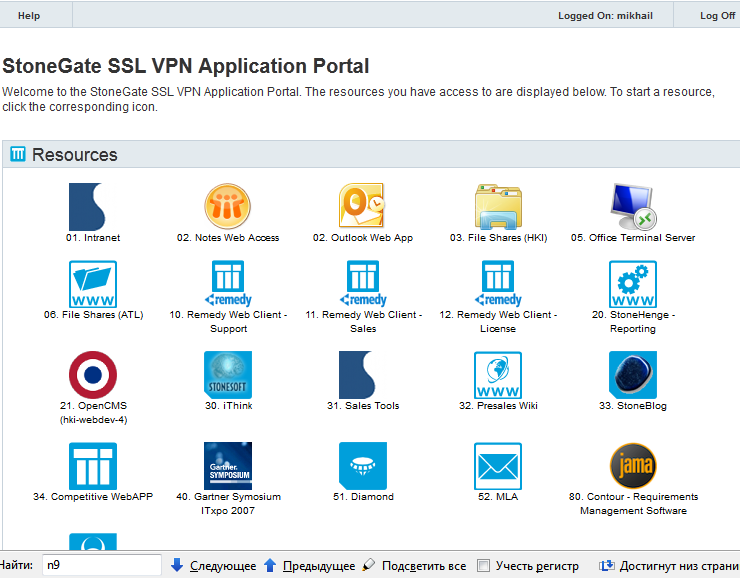 Help
Logged On: mikhail
Log Off
StoneGate SSL VPN Application Portal
Welcome to the StoneGate SSL VPN Application Portal. The resources you have access to are displayed below. To start a resource,
click the corresponding icon.
Resources
01. Intranet
02. Notes Web Access
02. Outlook Web App
03. File Shares (HKI)
05. Office Terminal Server
WWW
remedy
remedy
remedy
WWW
06. File Shares (ATL)
10. Remedy Web Client -
Support
11. Remedy Web Client -
Sales
12. Remedy Web Client -
License
20. StoneHenge -
Reporting
STONESOFT
WWW
21. OpenCMS
(hki-webdev-4)
30. iThink
31. Sales Tools
32. Presales Wiki
33. StoneBlog
Gartner
SYMPOSIUM
jama
34. Competitive WebAPP
40. Gartner Symposium
ITxpo 2007
51. Diamond
52. MLA
80. Contour - Requirements
Management Software
Найти:
n9
Следующее
Предыдущее
Подсветить все
Учесть регистр
Достигнут низ страни